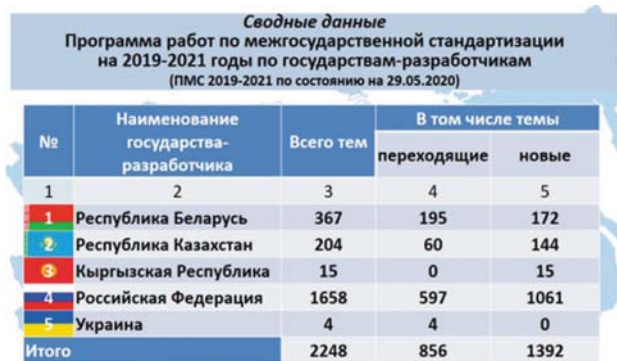 Сводные данные
Программа работ по межгосударственной стандартизации
на 2019-2021 годы по государствам-разработчикам
(ПМС 2019-2021 по состоянию на 29.05.2020)
№ Наименование государства-разработчика Всего тем В том числе темы
переходящие новые
1 2 3 4 5
1 Республика Беларусь 367 195 172
2 Республика Казахстан 204 60 144
3 Кыргызская Республика 15 0 15
4 Российская Федерация 1658 597 1061
5 Украина 4 4 0
Итого 2248 856 1392